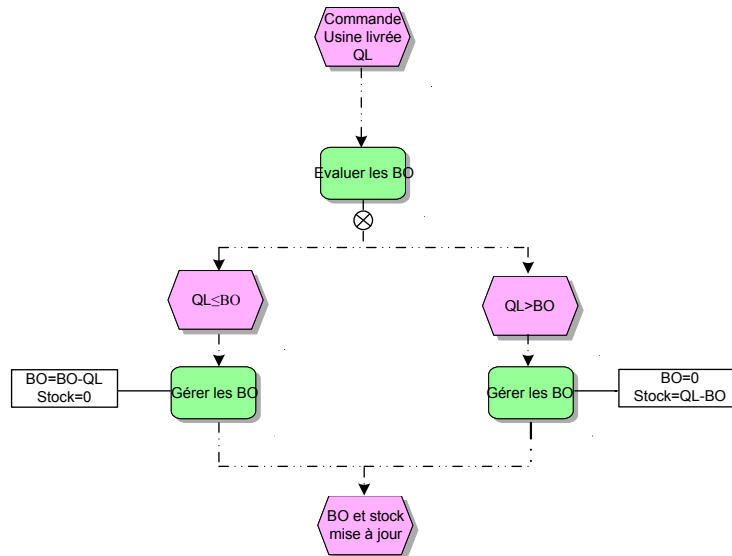 Commande
Usine livrée
QL
Evaluer les BO
QL≤BO
QL>BO
BO=BO-QL
Stock=0
Gérer les BO
Gérer les BO
BO=0
Stock=QL-BO
BO et stock
mise à jour